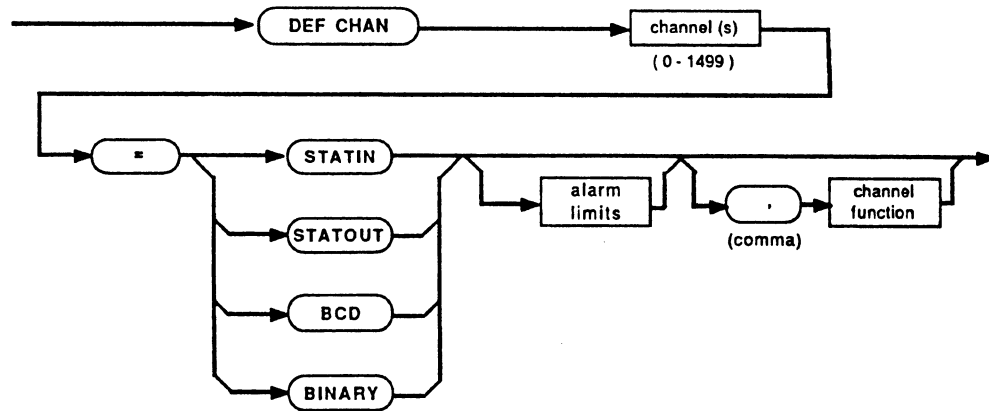 DEF CHAN
channel (s)
( 0 - 1499 )
=
STATIN
alarm
limits
,
channel
function
(comma)
STATOUT
BCD
BINARY